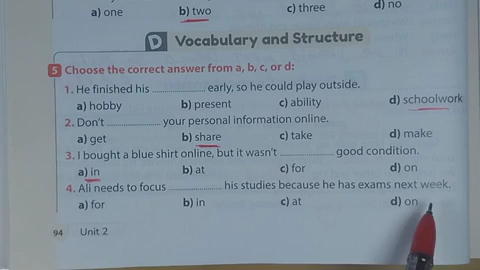 a) one b) two c) three d) no
D Vocabulary and Structure
5 Choose the correct answer from a, b, c, or d:
1. He finished his .................... early, so he could play outside.
a) hobby b) present c) ability d) schoolwork
2. Don't .................... your personal information online.
a) get b) share c) take d) make
3. I bought a blue shirt online, but it wasn't .................... good condition.
a) in b) at c) for d) on
4. Ali needs to focus .................... his studies because he has exams next week.
a) for b) in c) at d) on
94 Unit 2